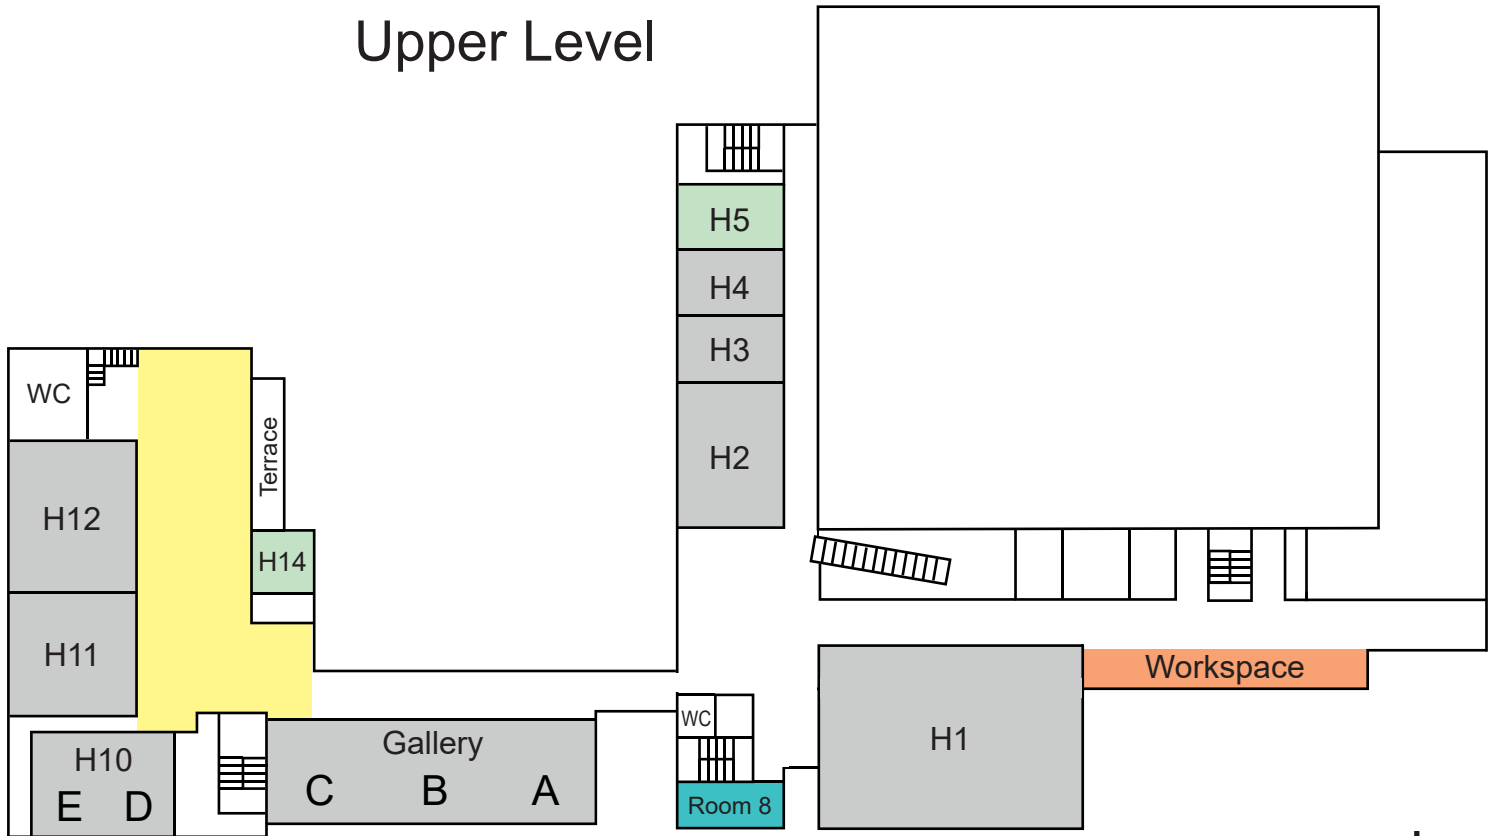 Upper Level
H5
H4
H3
H2
WC
Terrace
H12
H14
H11
H10
E D
Gallery
C B A
WC
Room 8
H1
Workspace